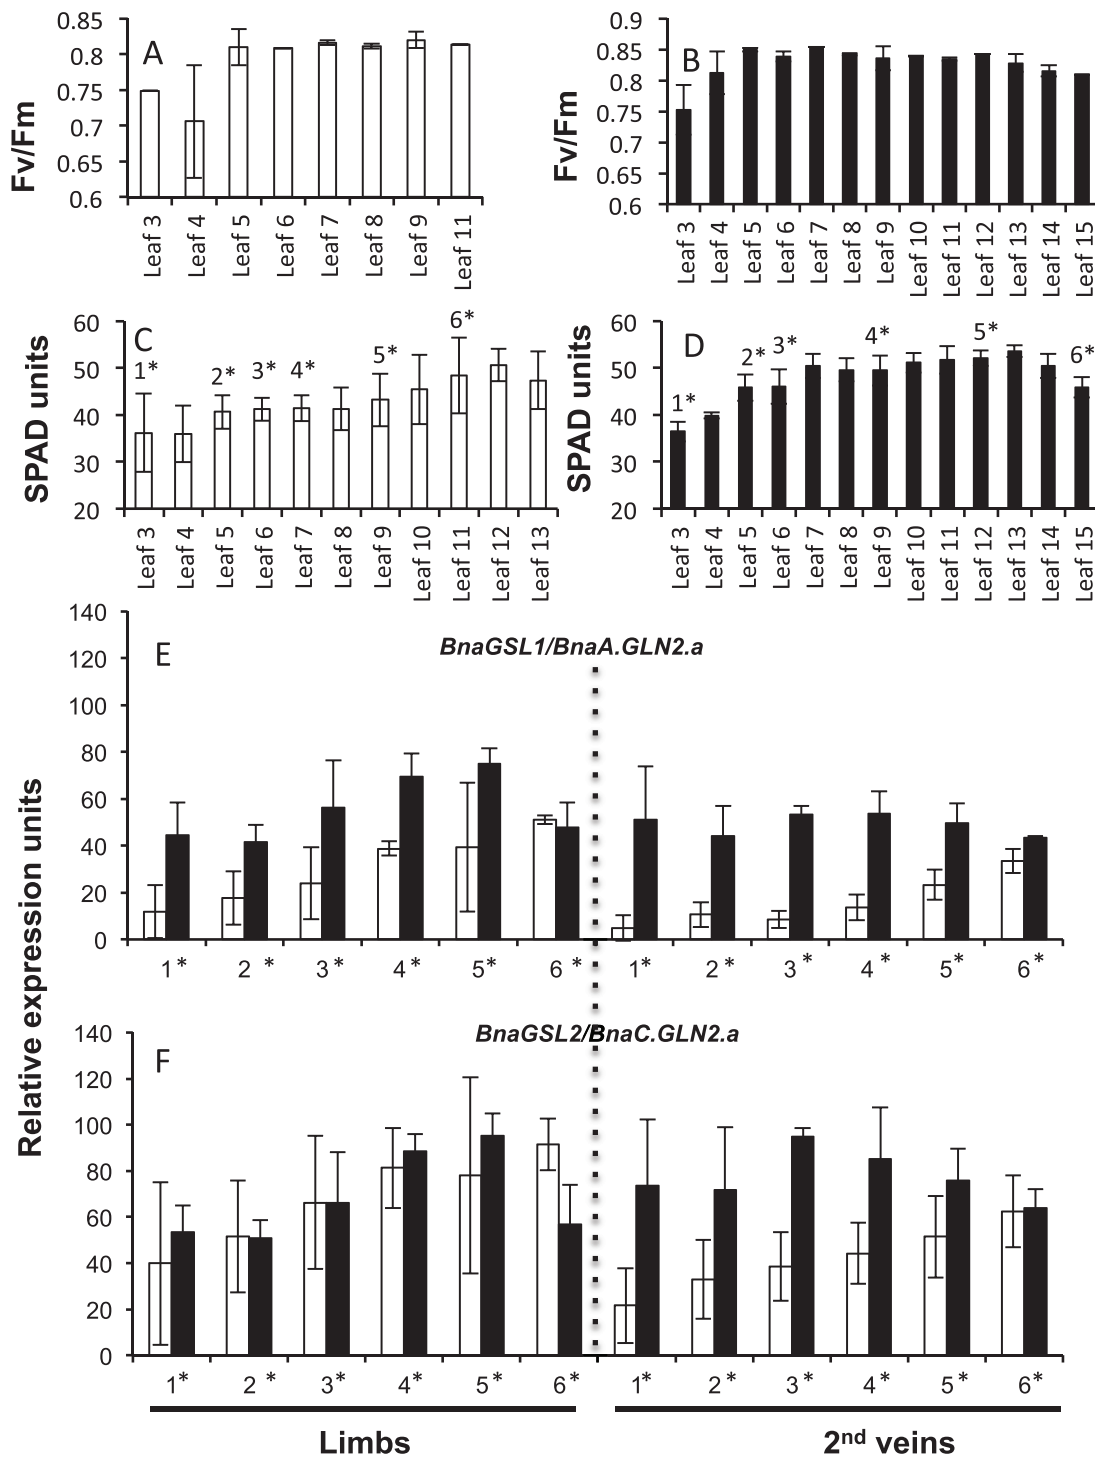 A
Fv/Fm
0.85
0.8
0.75
0.7
0.65
0.6
Leaf 3 Leaf 4 Leaf 5 Leaf 6 Leaf 7 Leaf 8 Leaf 9 Leaf 11
B
Fv/Fm
0.9
0.85
0.8
0.75
0.7
0.65
0.6
Leaf 3 Leaf 4 Leaf 5 Leaf 6 Leaf 7 Leaf 8 Leaf 9 Leaf 10 Leaf 11 Leaf 12 Leaf 13 Leaf 14 Leaf 15
C
SPAD units
60
50
40
30
20
1* 2* 3* 4* 5* 6*
Leaf 3 Leaf 4 Leaf 5 Leaf 6 Leaf 7 Leaf 8 Leaf 9 Leaf 10 Leaf 11 Leaf 12 Leaf 13
D
SPAD units
60
50
40
30
20
1* 2* 3* 4* 5* 6*
Leaf 3 Leaf 4 Leaf 5 Leaf 6 Leaf 7 Leaf 8 Leaf 9 Leaf 10 Leaf 11 Leaf 12 Leaf 13 Leaf 14 Leaf 15
Relative expression units
E
BnaGSL1/BnaA.GLN2.a
140
120
100
80
60
40
20
0
1* 2* 3* 4* 5* 6* 1* 2* 3* 4* 5* 6*
F
BnaGSL2/BnaC.GLN2.a
140
120
100
80
60
40
20
0
1* 2* 3* 4* 5* 6* 1* 2* 3* 4* 5* 6*
Limbs 2nd veins